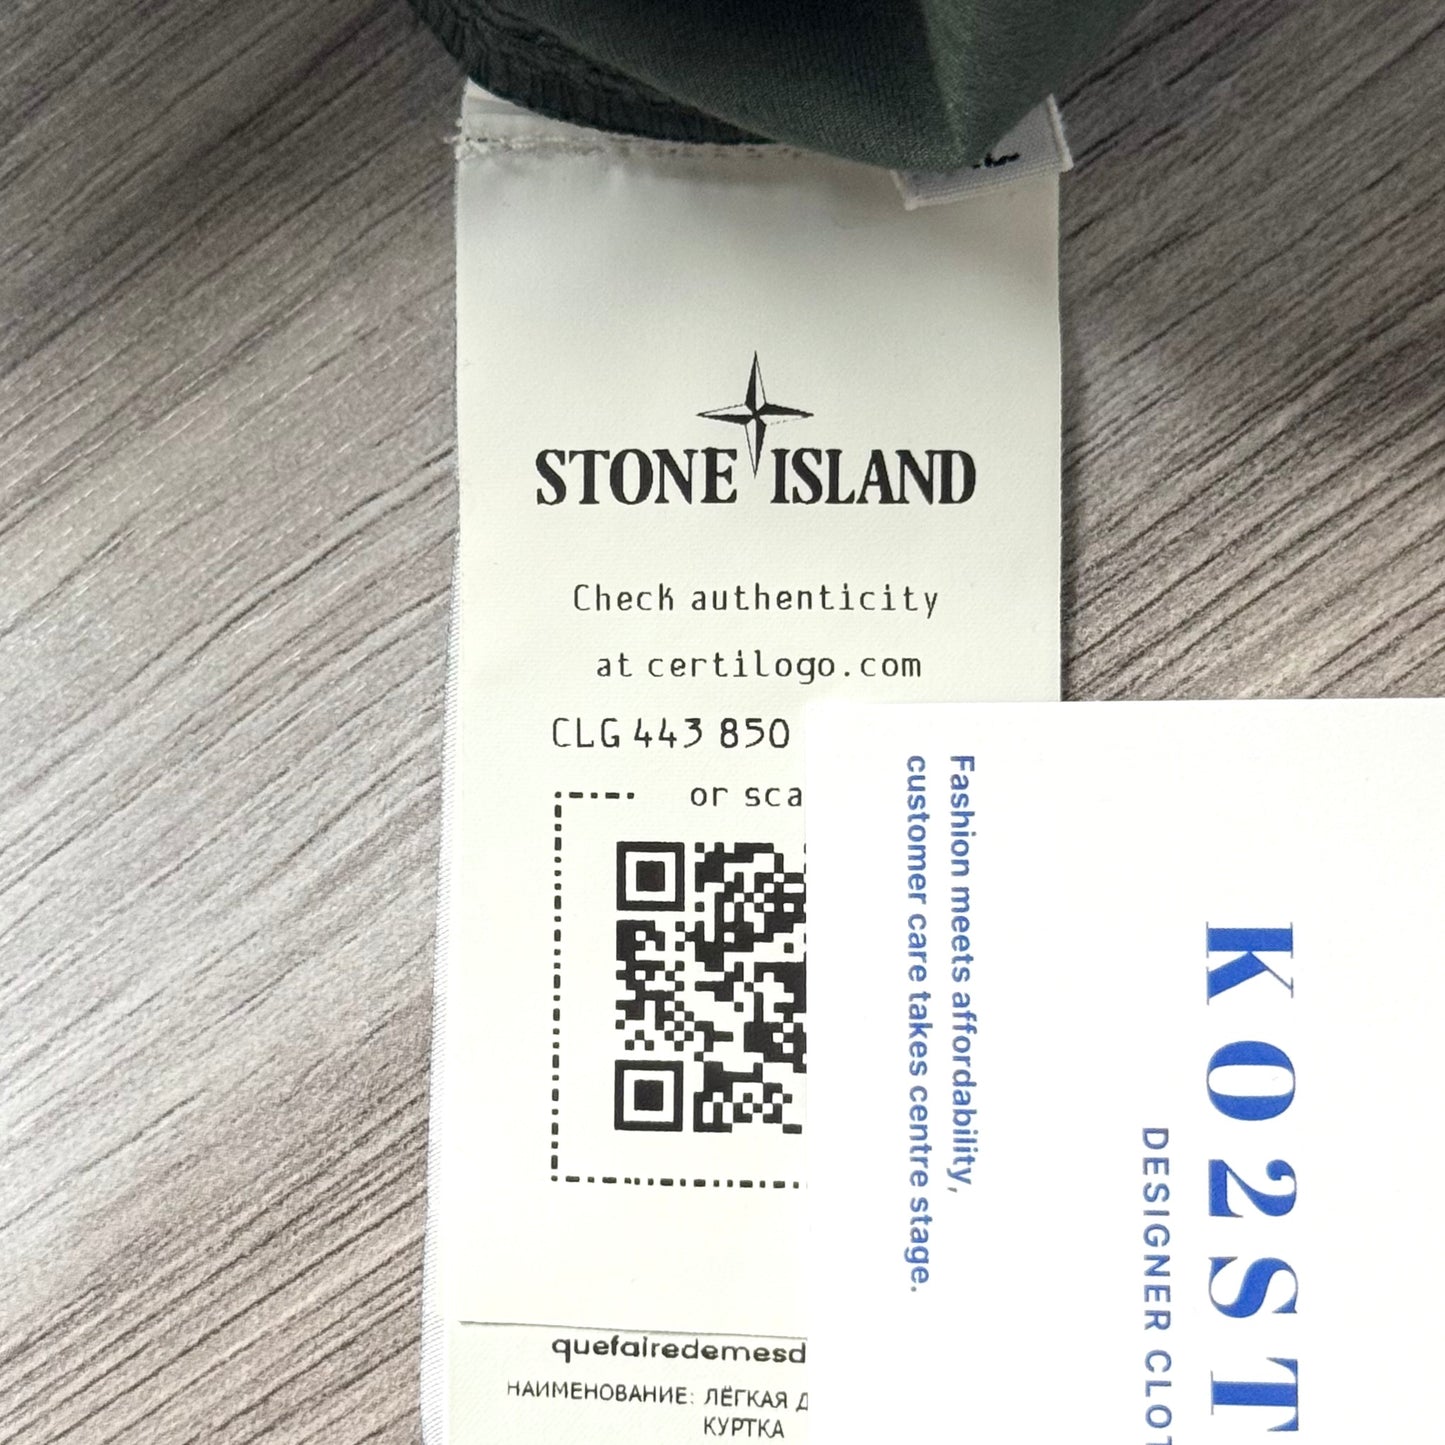 STONE ISLAND
Check authenticity
at certilogo.com
CLG 443 850
or sca
quefairedemesd
НАИМЕНОВАНИЕ: ЛЁГКАЯ Д
КУРТКА
Fashion meets affordability,
customer care takes centre stage.
KO2ST
DESIGNER CLOT